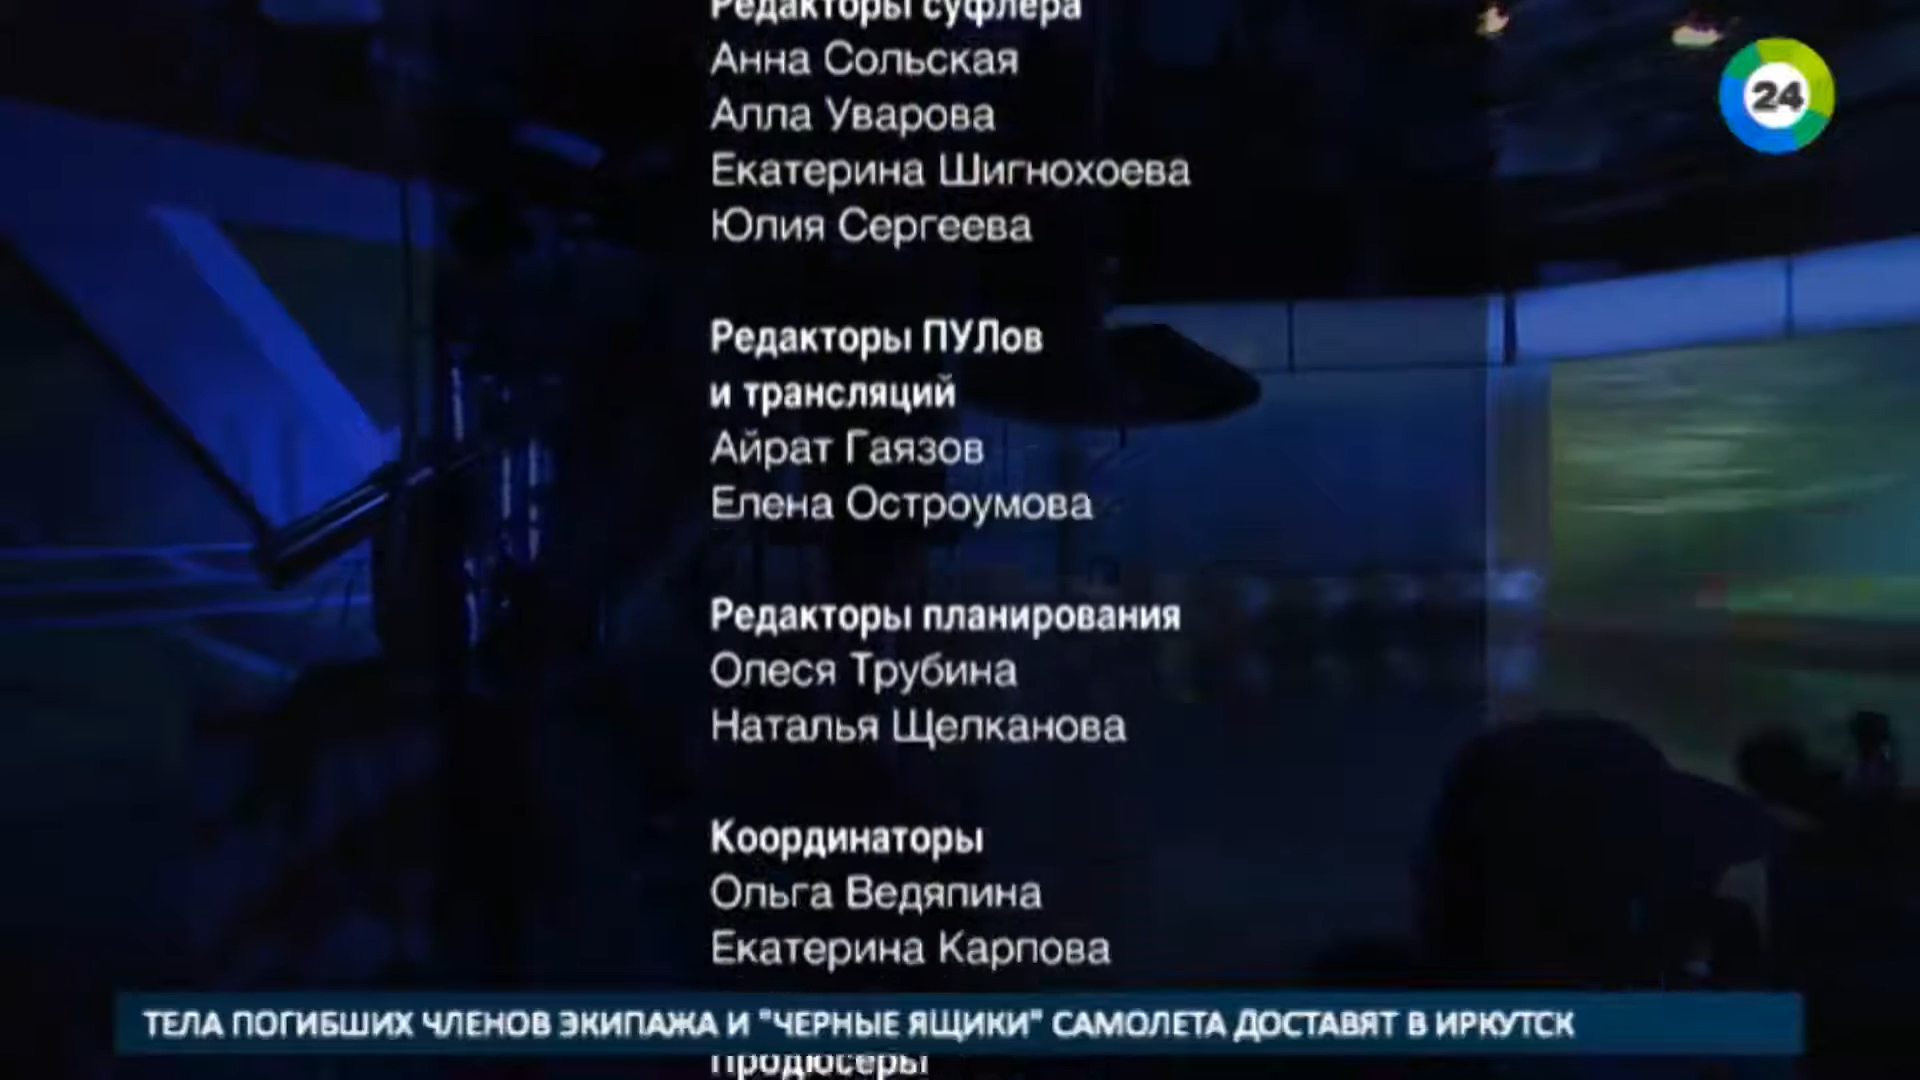 Редакторы суфлера
24
Анна Сольская
Алла Уварова
Екатерина Шигнохоева
Юлия Сергеева
Редакторы ПУЛов
и трансляций
Айрат Гаязов
Елена Остроумова
Редакторы планирования
Олеся Трубина
Наталья Щелканова
Координаторы
Ольга Ведяпина
Екатерина Карпова
ТЕЛА ПОГИБШИХ ЧЛЕНОВ ЭКИПАЖА И "ЧЕРНЫЕ ЯЩИКИ" САМОЛЕТА ДОСТАВЯТ В ИРКУТСК
Продюсеры